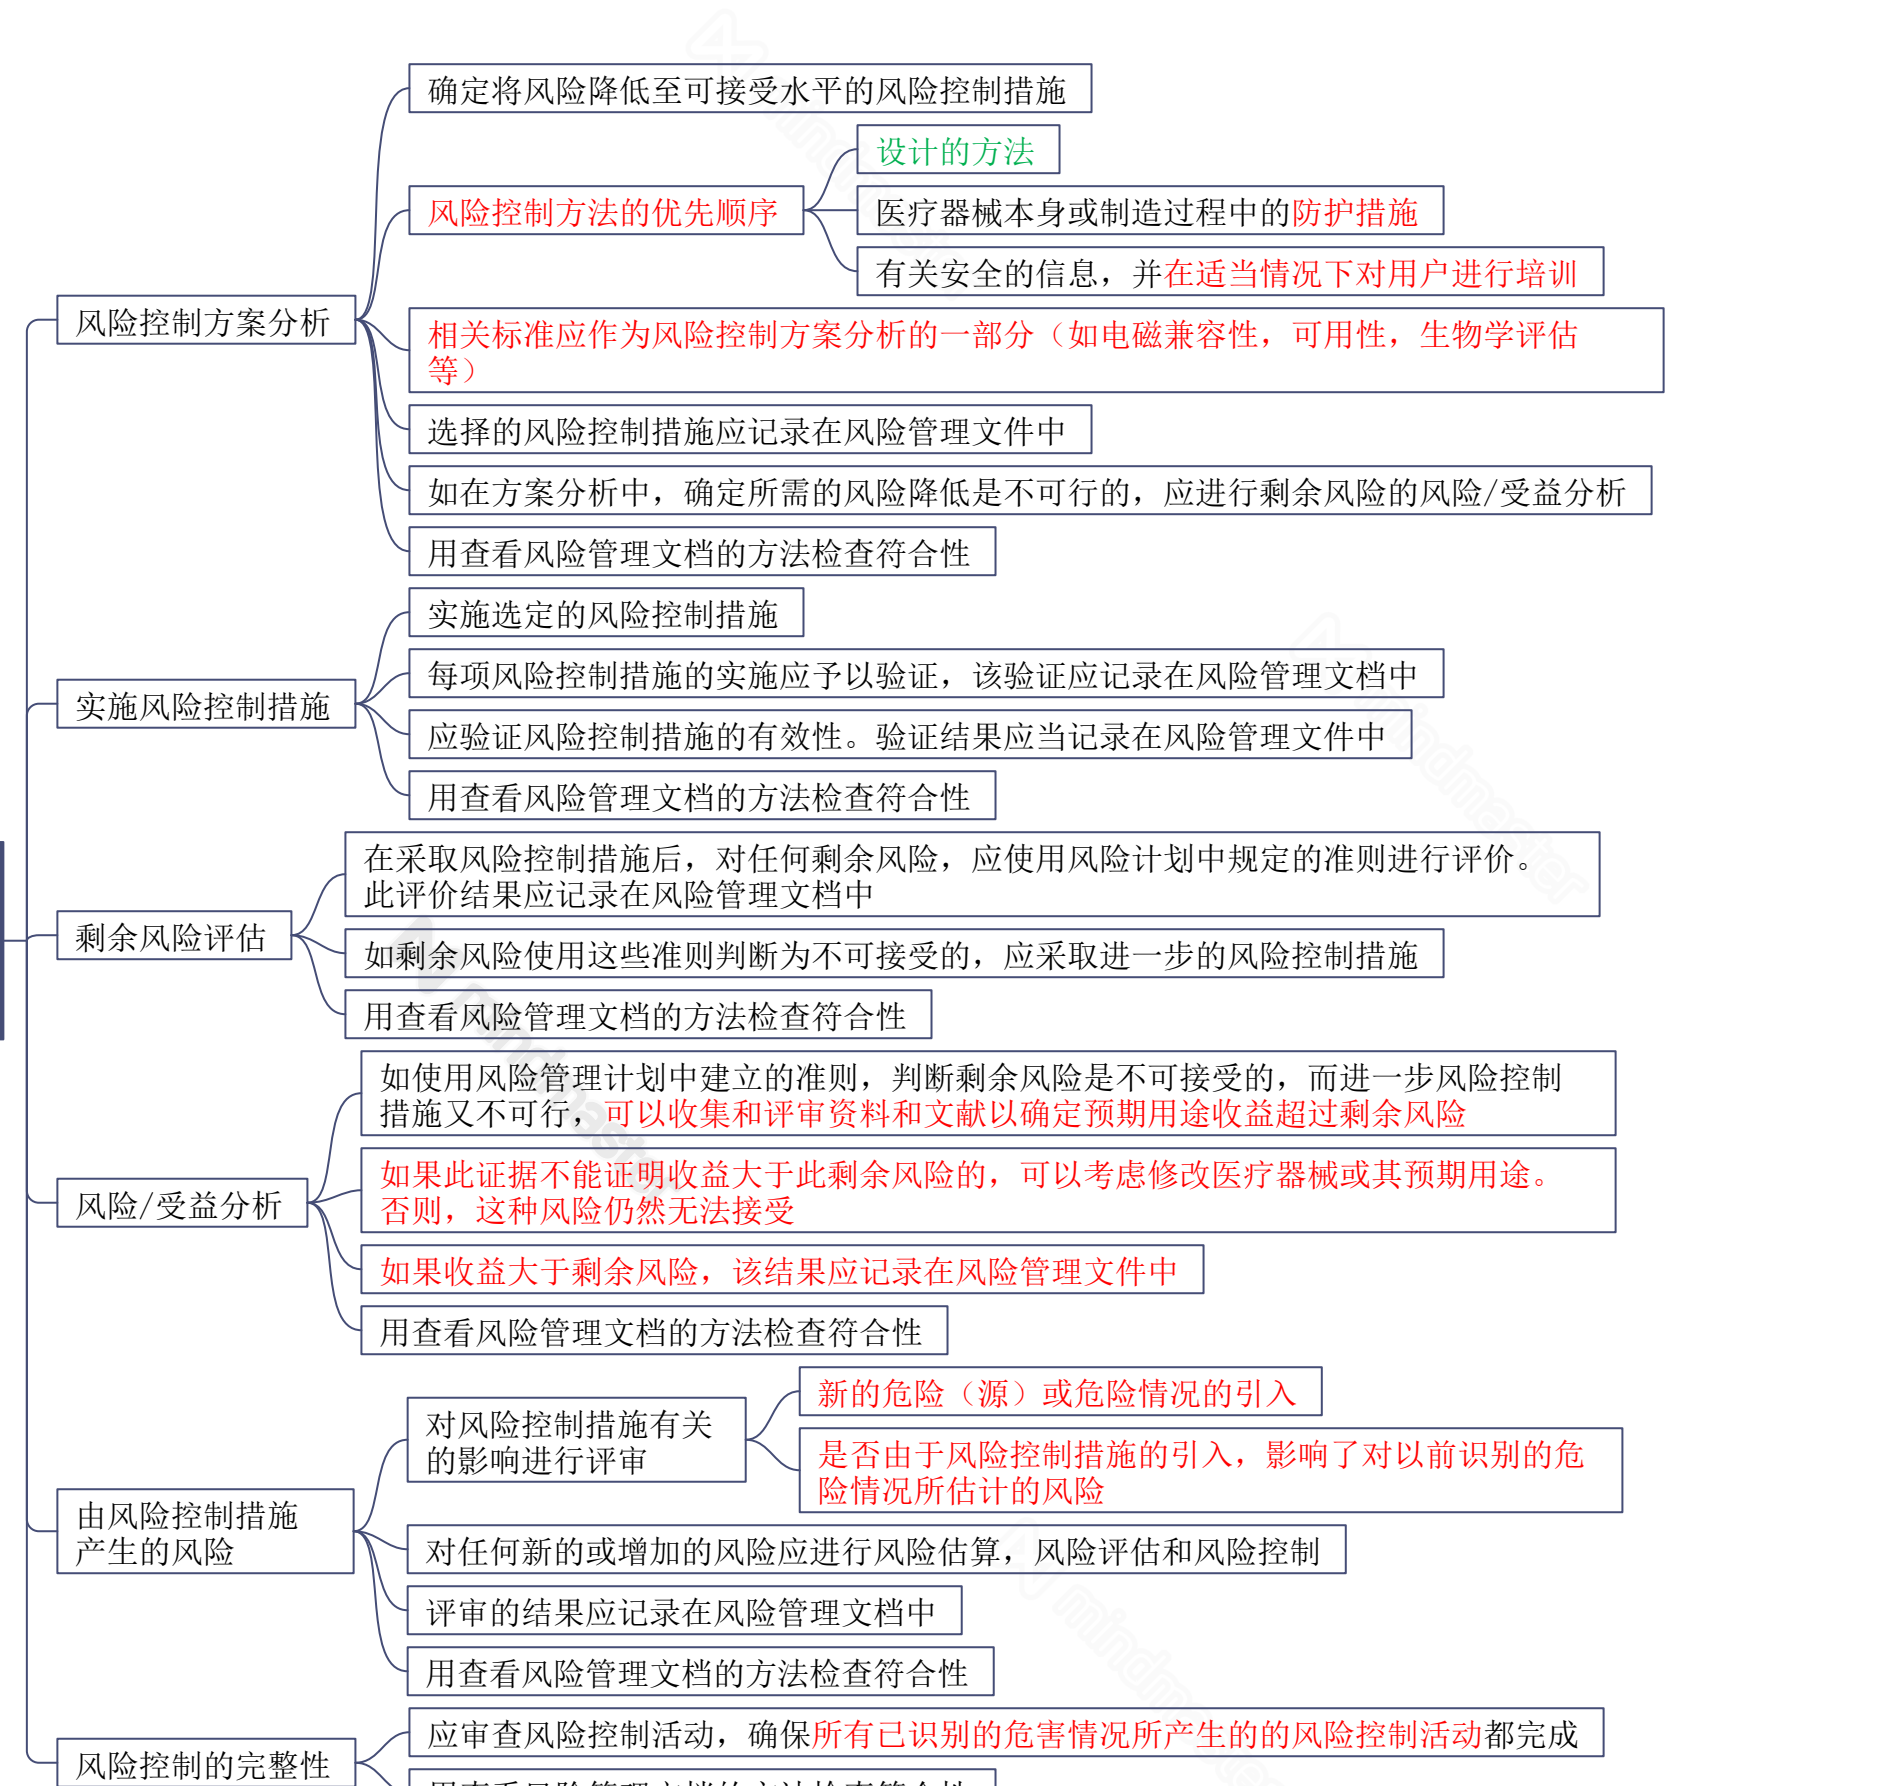 确定将风险降低至可接受水平的风险控制措施
设计的方法
风险控制方法的优先顺序
医疗器械本身或制造过程中的防护措施
有关安全的信息，并在适当情况下对用户进行培训
风险控制方案分析
相关标准应作为风险控制方案分析的一部分（如电磁兼容性，可用性，生物学评估
等）
选择的风险控制措施应记录在风险管理文件中
如在方案分析中，确定所需的风险降低是不可行的，应进行剩余风险的风险/受益分析
用查看风险管理文档的方法检查符合性
实施选定的风险控制措施
每项风险控制措施的实施应予以验证，该验证应记录在风险管理文档中
实施风险控制措施
应验证风险控制措施的有效性。验证结果应当记录在风险管理文件中
用查看风险管理文档的方法检查符合性
在采取风险控制措施后，对任何剩余风险，应使用风险计划中规定的准则进行评价。
此评价结果应记录在风险管理文档中
剩余风险评估
如剩余风险使用这些准则判断为不可接受的，应采取进一步的风险控制措施
用查看风险管理文档的方法检查符合性
如使用风险管理计划中建立的准则，判断剩余风险是不可接受的，而进一步风险控制
措施又不可行，可以收集和评审资料和文献以确定预期用途收益超过剩余风险
如果此证据不能证明收益大于此剩余风险的，可以考虑修改医疗器械或其预期用途。
否则，这种风险仍然无法接受
风险/受益分析
如果收益大于剩余风险，该结果应记录在风险管理文件中
用查看风险管理文档的方法检查符合性
新的危险（源）或危险情况的引入
对风险控制措施有关
的影响进行评审
是否由于风险控制措施的引入，影响了对以前识别的危
险情况所估计的风险
由风险控制措施
产生的风险
对任何新的或增加的风险应进行风险估算，风险评估和风险控制
评审的结果应记录在风险管理文档中
用查看风险管理文档的方法检查符合性
应审查风险控制活动，确保所有已识别的危害情况所产生的的风险控制活动都完成
风险控制的完整性
mindmaster
mindmaster